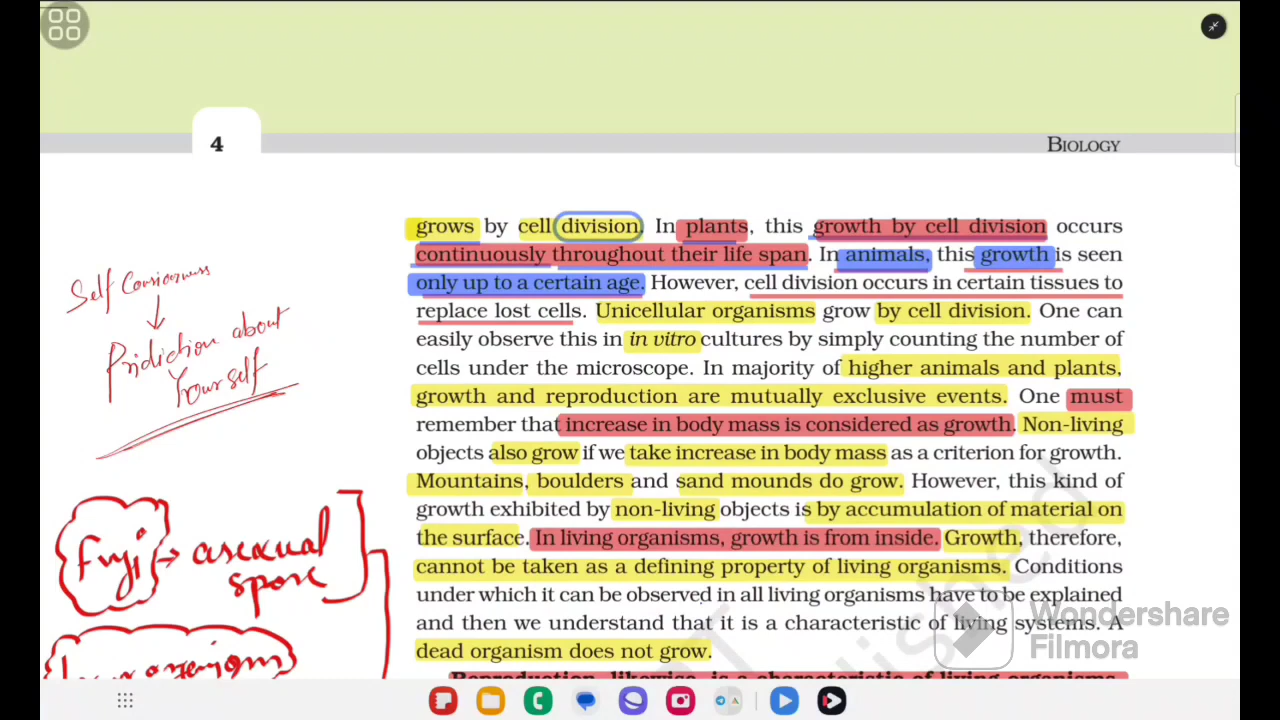 4
BIOLOGY
grows by cell division. In plants, this growth by cell division occurs
continuously throughout their life span. In animals, this growth is seen
only up to a certain age. However, cell division occurs in certain tissues to
replace lost cells. Unicellular organisms grow by cell division. One can
easily observe this in in vitro cultures by simply counting the number of
cells under the microscope. In majority of higher animals and plants,
growth and reproduction are mutually exclusive events. One must
remember that increase in body mass is considered as growth. Non-living
objects also grow if we take increase in body mass as a criterion for growth.
Mountains, boulders and sand mounds do grow. However, this kind of
growth exhibited by non-living objects is by accumulation of material on
the surface. In living organisms, growth is from inside. Growth, therefore,
cannot be taken as a defining property of living organisms. Conditions
under which it can be observed in all living organisms have to be explained
and then we understand that it is a characteristic of living systems. A
dead organism does not grow.
Reproduction, likewise, is a characteristic of living organisms.
Self
Pridiction about
Yourself
Fuji → asexual
spore
Wondershare
Filmora